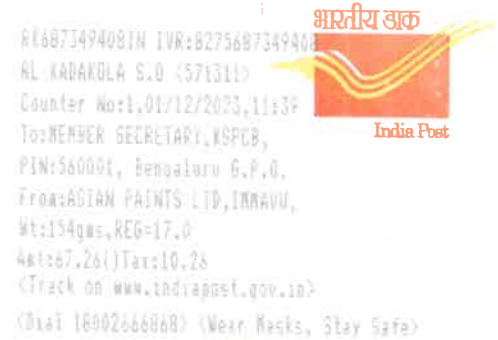 भारतीय डाक
India Post
RK687349408IN IVR:8275687349408
RL KADAKOLA S.O <571311>
Counter No:1,01/12/2023,11:39
To:MEMBER SECRETARY,KSPCB,
PIN:560001, Bengaluru G.P.O.
From:ASIAN PAINTS LTD,IMMAVU,
Wt:154gms,REG=17.0
Amt:67.26()Tax:10.26
<Track on www.indiapost.gov.in>
<Dial 18002666868> <Wear Masks, Stay Safe>